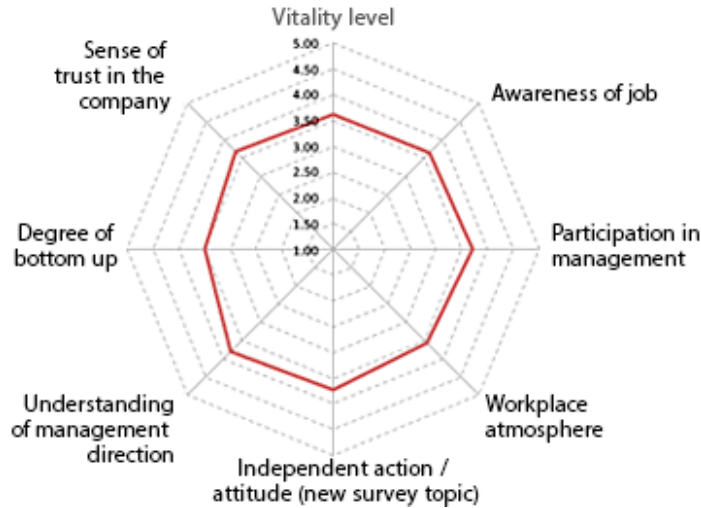 Vitality level
5.00
4.50
4.00
3.50
3.00
2.50
2.00
1.50
1.00
Awareness of job
Participation in
management
Workplace
atmosphere
Independent action /
attitude (new survey topic)
Understanding
of management
direction
Degree of
bottom up
Sense of
trust in the
company